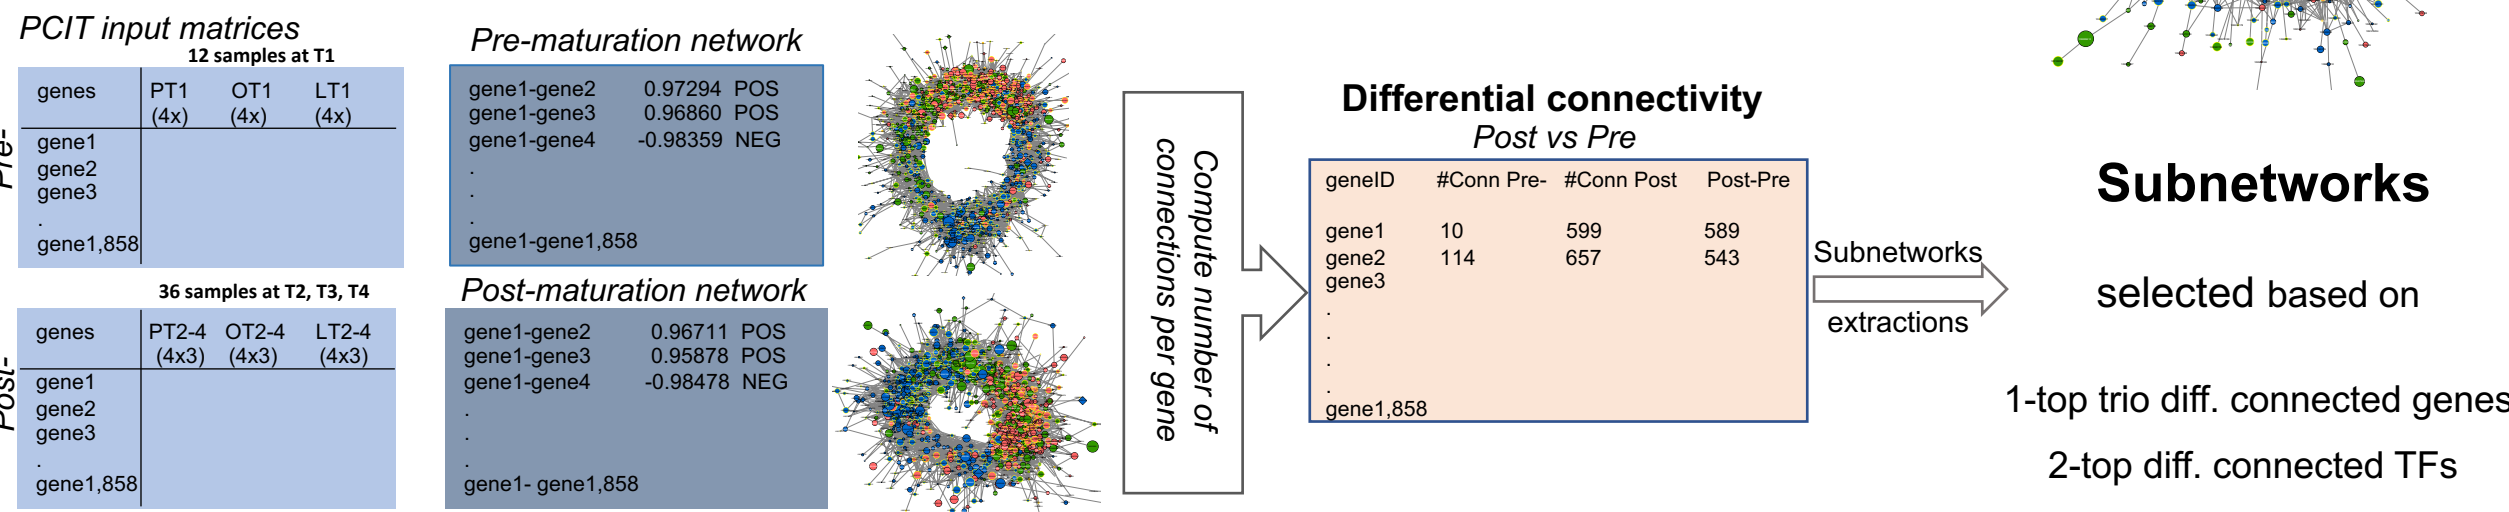 PCIT input matrices
12 samples at T1
Pre-
genes PT1 OT1 LT1
(4x) (4x) (4x)
gene1
gene2
gene3
.
gene1,858
36 samples at T2, T3, T4
Post-
genes PT2-4 OT2-4 LT2-4
(4x3) (4x3) (4x3)
gene1
gene2
gene3
.
gene1,858
Pre-maturation network
gene1-gene2 0.97294 POS
gene1-gene3 0.96860 POS
gene1-gene4 -0.98359 NEG
.
.
.
gene1-gene1,858
Post-maturation network
gene1-gene2 0.96711 POS
gene1-gene3 0.95878 POS
gene1-gene4 -0.98478 NEG
.
.
.
gene1- gene1,858
Compute number of
connections per gene
Differential connectivity
Post vs Pre
geneID #Conn Pre- #Conn Post Post-Pre
gene1 10 599 589
gene2 114 657 543
gene3
.
.
.
.
gene1,858
Subnetworks
extractions
Subnetworks
selected based on
1-top trio diff. connected genes
2-top diff. connected TFs